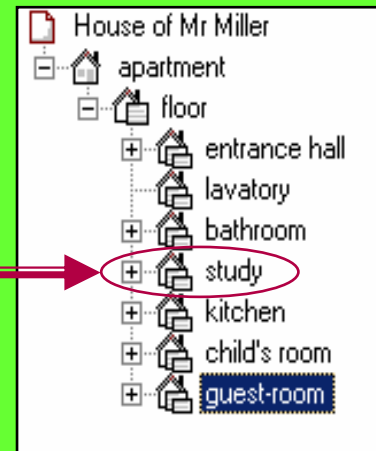 House of Mr Miller
apartment
floor
entrance hall
lavatory
bathroom
study
kitchen
child's room
guest-room